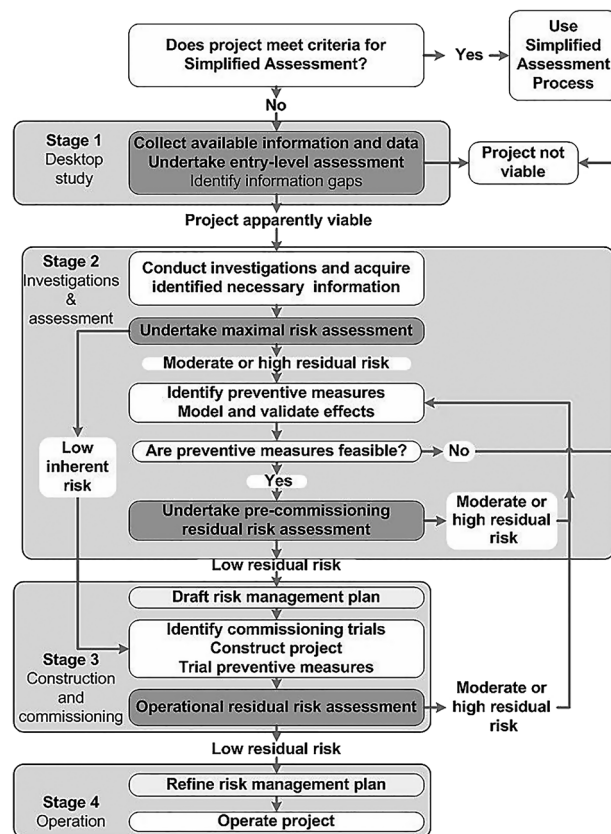 Does project meet criteria for
Simplified Assessment?
Yes
Use
Simplified
Assessment
Process
No
Stage 1
Desktop
study
Collect available information and data
Undertake entry-level assessment
Identify information gaps
Project not
viable
Project apparently viable
Stage 2
Investigations
&
assessment
Conduct investigations and acquire
identified necessary information
Undertake maximal risk assessment
Moderate or high residual risk
Identify preventive measures
Model and validate effects
Low
inherent
risk
Are preventive measures feasible?
No
Yes
Undertake pre-commissioning
residual risk assessment
Moderate or
high residual
risk
Low residual risk
Draft risk management plan
Stage 3
Construction
and
commissioning
Identify commissioning trials
Construct project
Trial preventive measures
Operational residual risk assessment
Moderate or
high residual
risk
Low residual risk
Stage 4
Operation
Refine risk management plan
Operate project